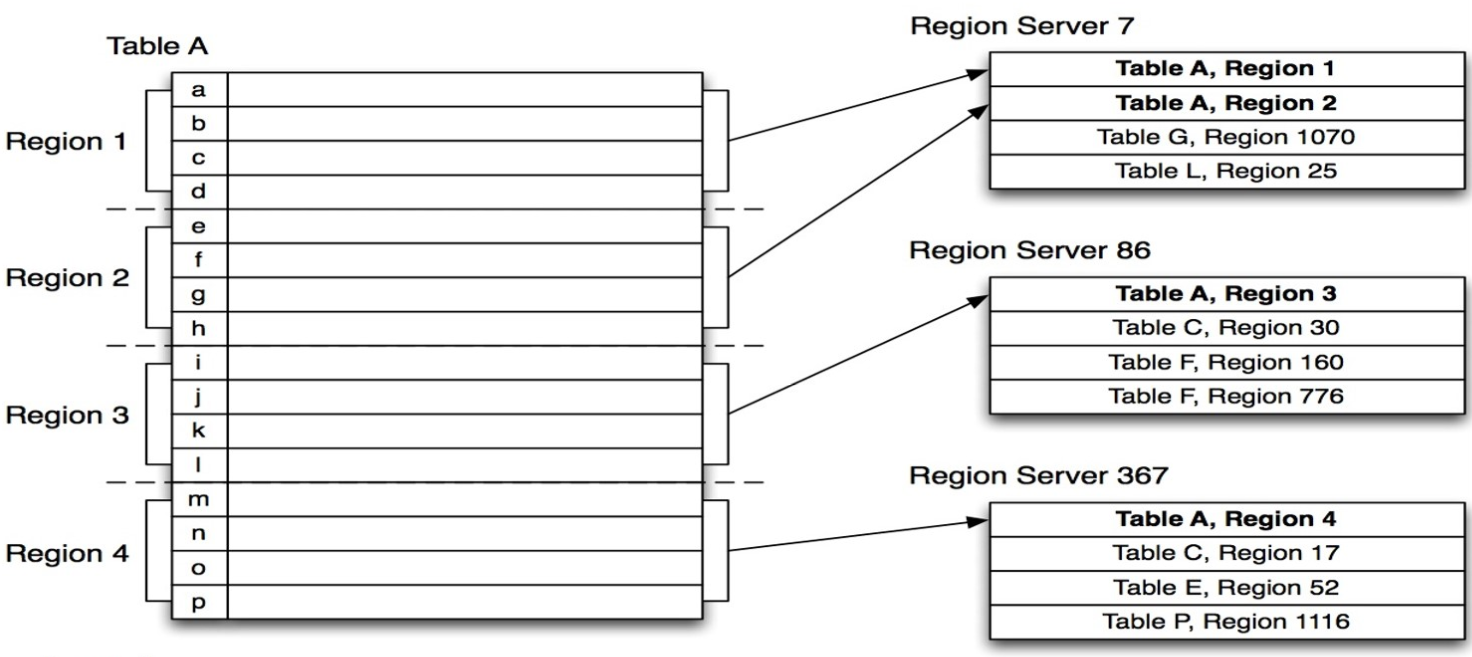 Table A
Region 1
a
b
c
d
Region 2
e
f
g
h
Region 3
i
j
k
l
Region 4
m
n
o
p
Region Server 7
Table A, Region 1
Table A, Region 2
Table G, Region 1070
Table L, Region 25
Region Server 86
Table A, Region 3
Table C, Region 30
Table F, Region 160
Table F, Region 776
Region Server 367
Table A, Region 4
Table C, Region 17
Table E, Region 52
Table P, Region 1116